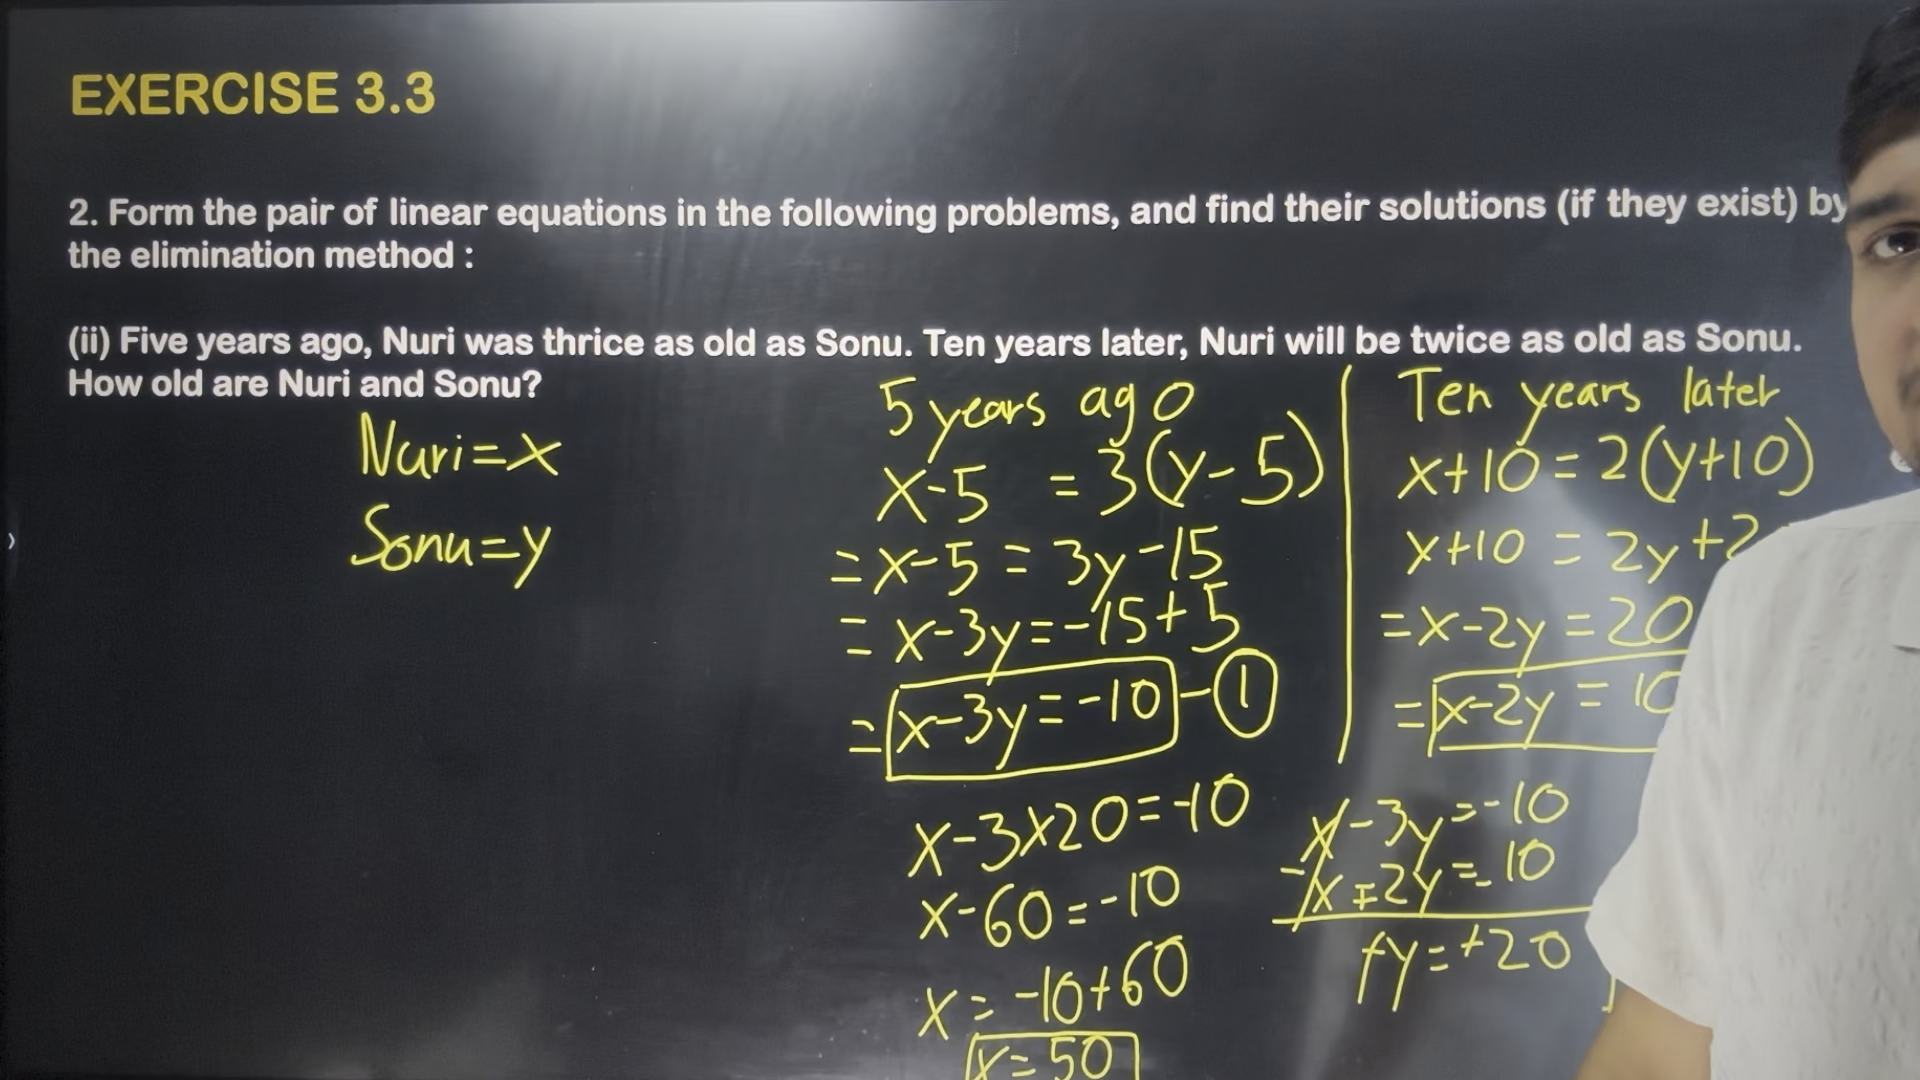 EXERCISE 3.3
2. Form the pair of linear equations in the following problems, and find their solutions (if they exist) by
the elimination method :
(ii) Five years ago, Nuri was thrice as old as Sonu. Ten years later, Nuri will be twice as old as Sonu.
How old are Nuri and Sonu?
Nuri=x
Sonu=y
5 years ago
x-5 = 3(y-5)
=x-5 = 3y-15
= x-3y=-15+5
= x-3y=-10 -①
x-3x20=-10
x-60=-10
x=-10+60
x=50
Ten years later
x+10=2(y+10)
x+10 = 2y+2
=x-2y=20
=x-2y=10
x-3y=-10
-x∓2y=-10
+y=+20